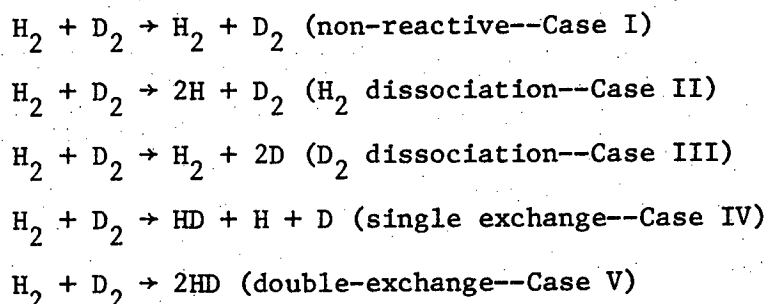 H₂ + D₂ → H₂ + D₂ (non-reactive--Case I)
H₂ + D₂ → 2H + D₂ (H₂ dissociation--Case II)
H₂ + D₂ → H₂ + 2D (D₂ dissociation--Case III)
H₂ + D₂ → HD + H + D (single exchange--Case IV)
H₂ + D₂ → 2HD (double-exchange--Case V)